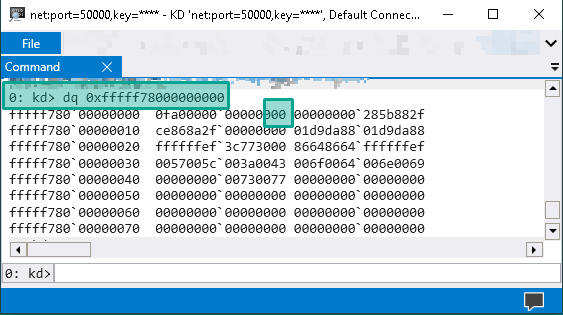 net:port=50000,key=**** - KD 'net:port=50000,key=****', Default Connec...
File
Command
0: kd> dq 0xfffff78000000000
fffff780`00000000  0fa00000`00000000 00000000`285b882f
fffff780`00000010  ce868a2f`00000000 01d9da88`01d9da88
fffff780`00000020  ffffffef`3c773000 86648664`ffffffef
fffff780`00000030  0057005c`003a0043 006f0064`006e0069
fffff780`00000040  00000000`00730077 00000000`00000000
fffff780`00000050  00000000`00000000 00000000`00000000
fffff780`00000060  00000000`00000000 00000000`00000000
fffff780`00000070  00000000`00000000 00000000`00000000
0: kd>